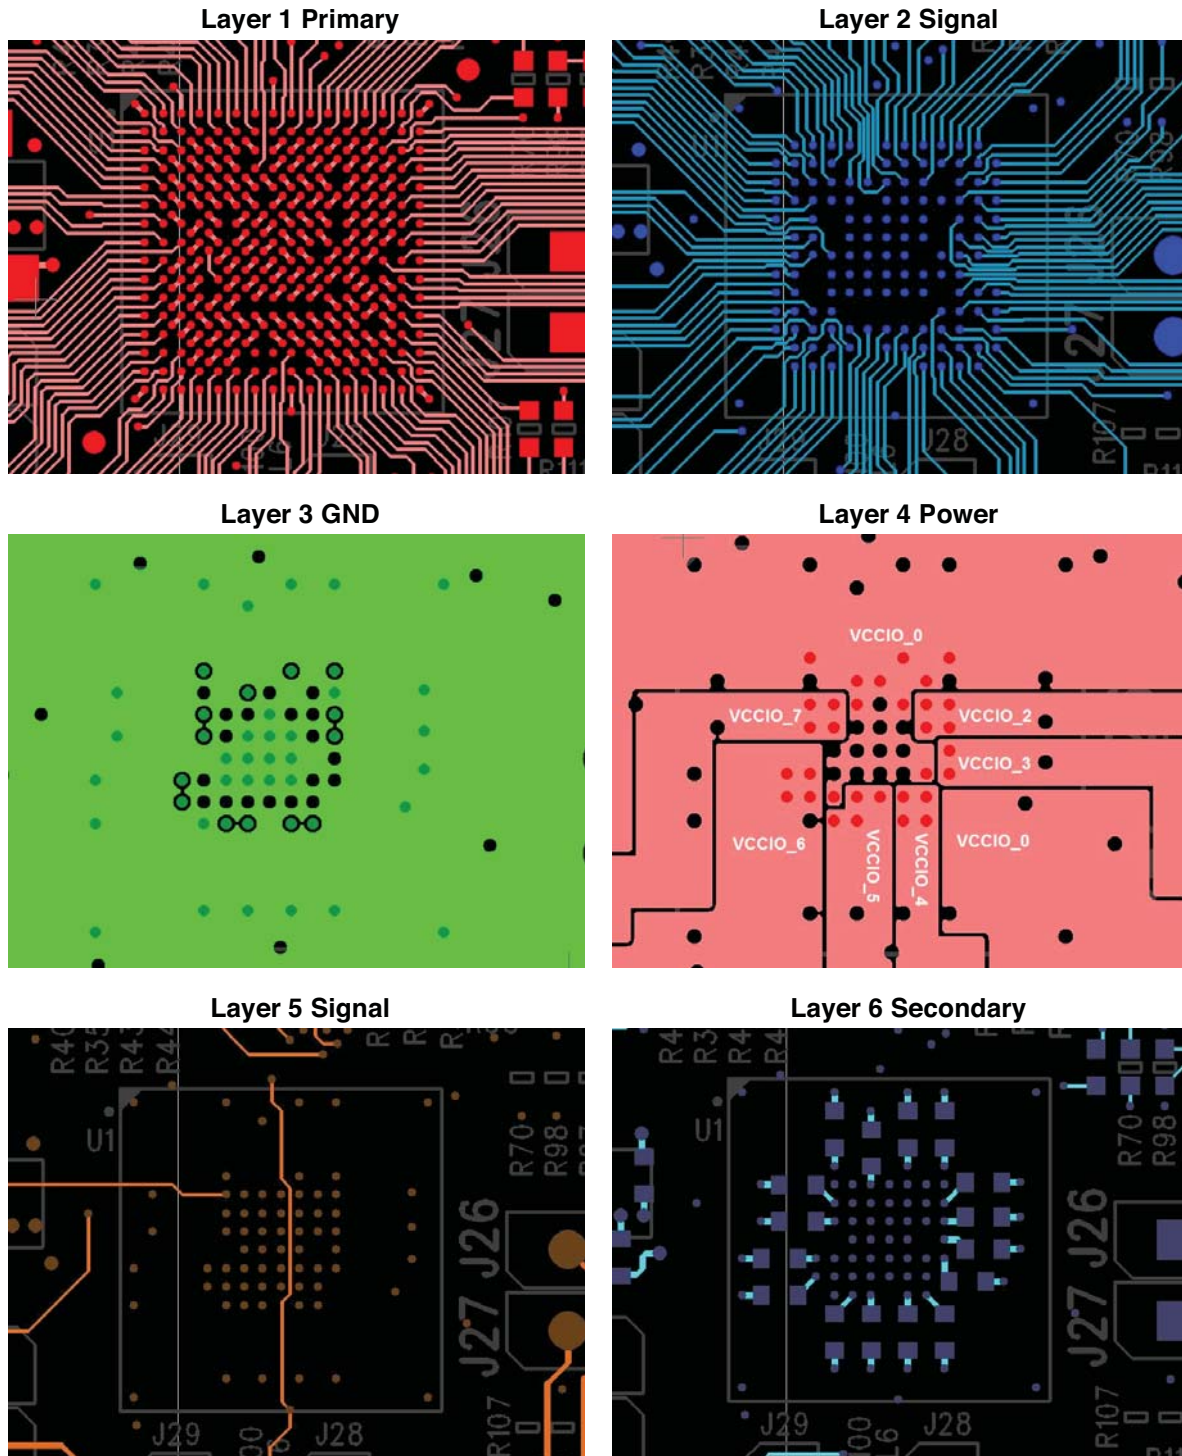 Layer 1 Primary
Layer 2 Signal
J28
R107
Layer 3 GND
Layer 4 Power
VCCIO_0
VCCIO_7
VCCIO_2
VCCIO_3
VCCIO_6
VCCIO_5
VCCIO_4
VCCIO_0
Layer 5 Signal
Layer 6 Secondary
U1
R70
R98
J26
J27
R107
J29
J28
U1
R70
R98
J26
J27
R107
J29
J28